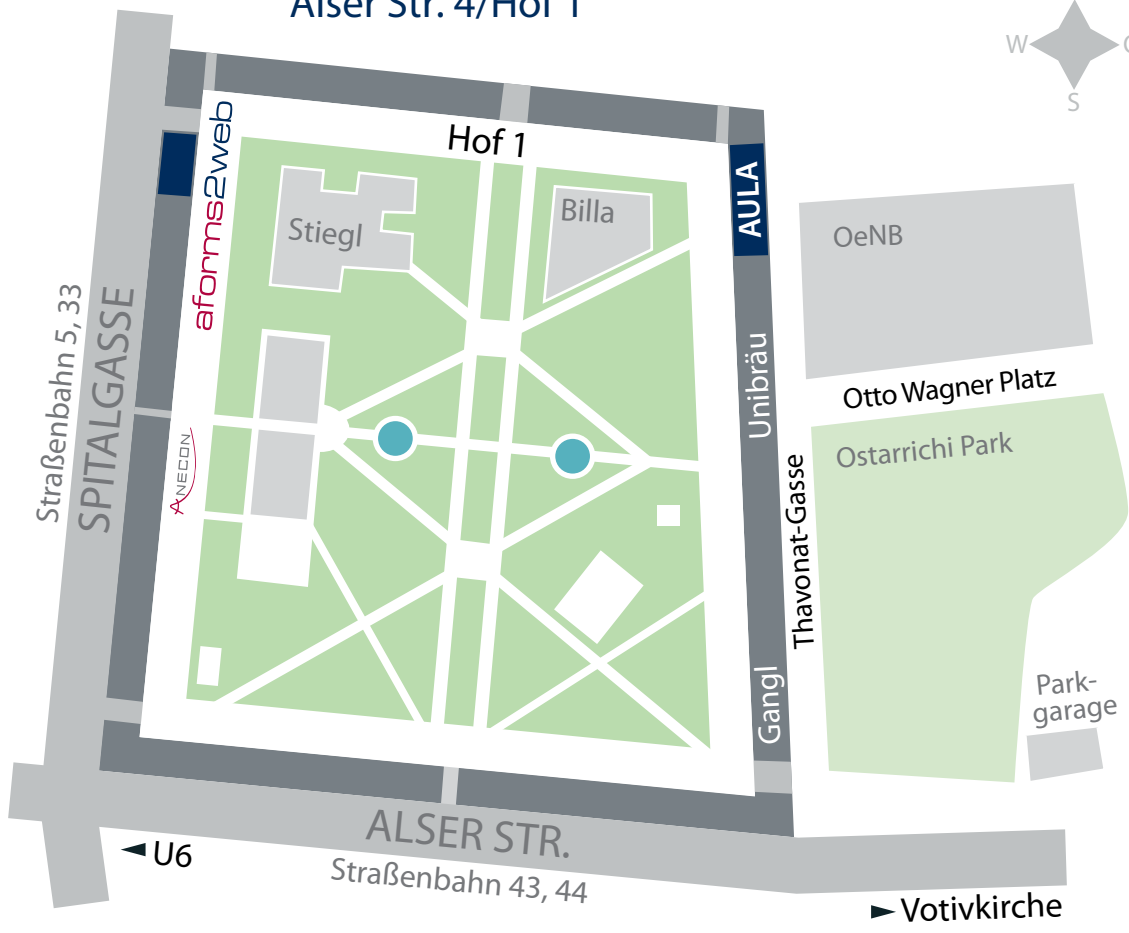 Alser Str. 4/Hof 1
W
S
Hof 1
aforms2web
Stiegl
Billa
AULA
OeNB
Straßenbahn 5, 33
SPITALGASSE
Unibräu
Otto Wagner Platz
Ostarrichi Park
ANECON
Thavonat-Gasse
Gangl
Park-
garage
ALSER STR.
U6
Straßenbahn 43, 44
Votivkirche